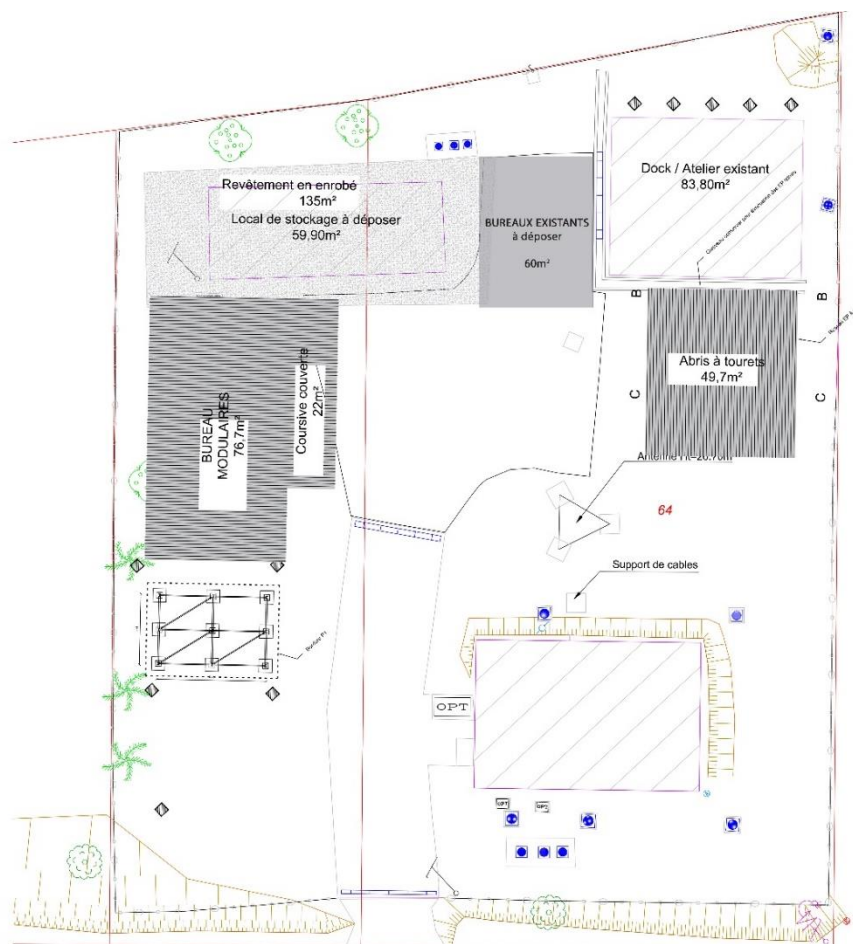 Revêtement en enrobé
135m²
Local de stockage à déposer
59,90m²
BUREAUX EXISTANTS
à déposer
60m²
Dock / Atelier existant
83,80m²
B
B
Abris à tourets
49,7m²
C
C
BUREAU
MODULAIRES
76,7m²
Coursive couverte
22m²
64
Support de cables
OPT
OPT